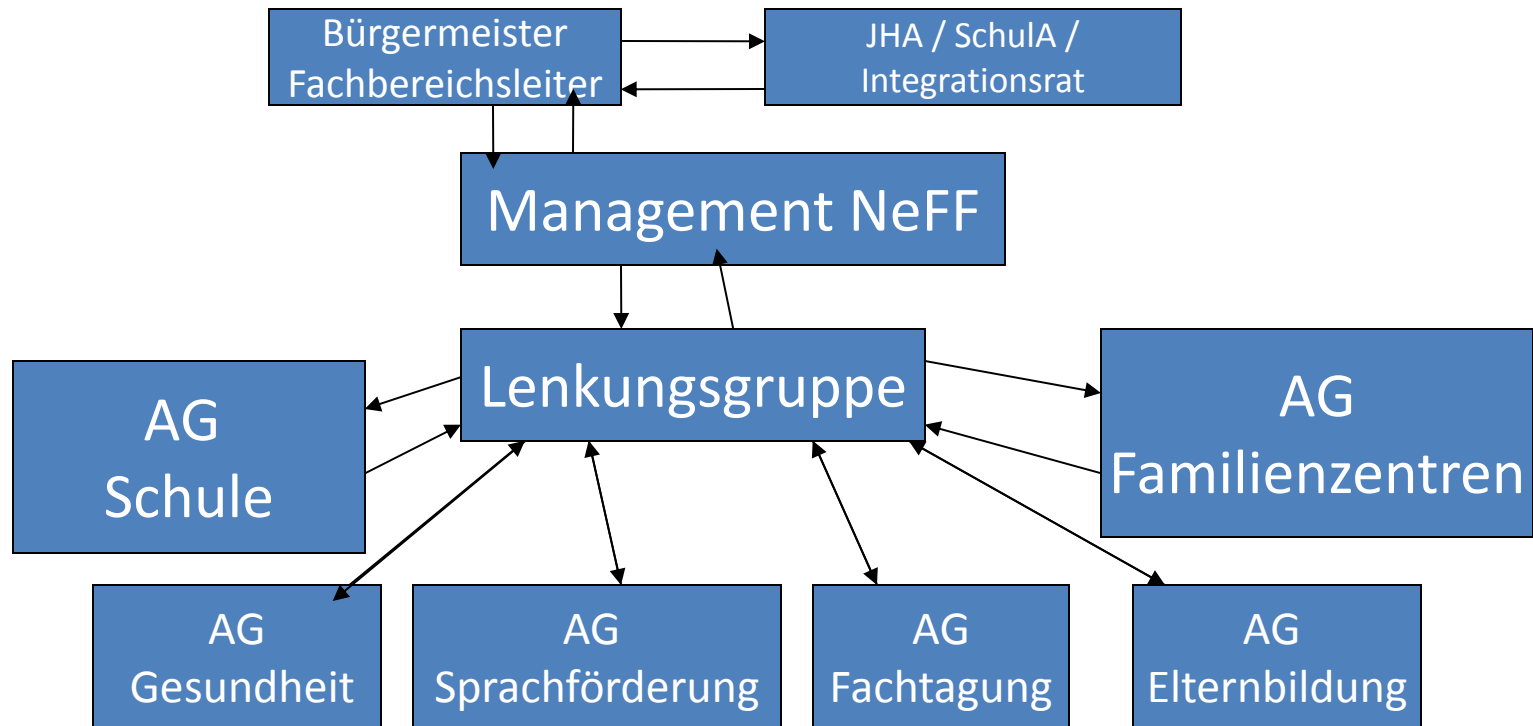 Bürgermeister
Fachbereichsleiter
JHA / SchulA /
Integrationsrat
Management NeFF
Lenkungsgruppe
AG
Schule
AG
Familienzentren
AG
Gesundheit
AG
Sprachförderung
AG
Fachtagung
AG
Elternbildung